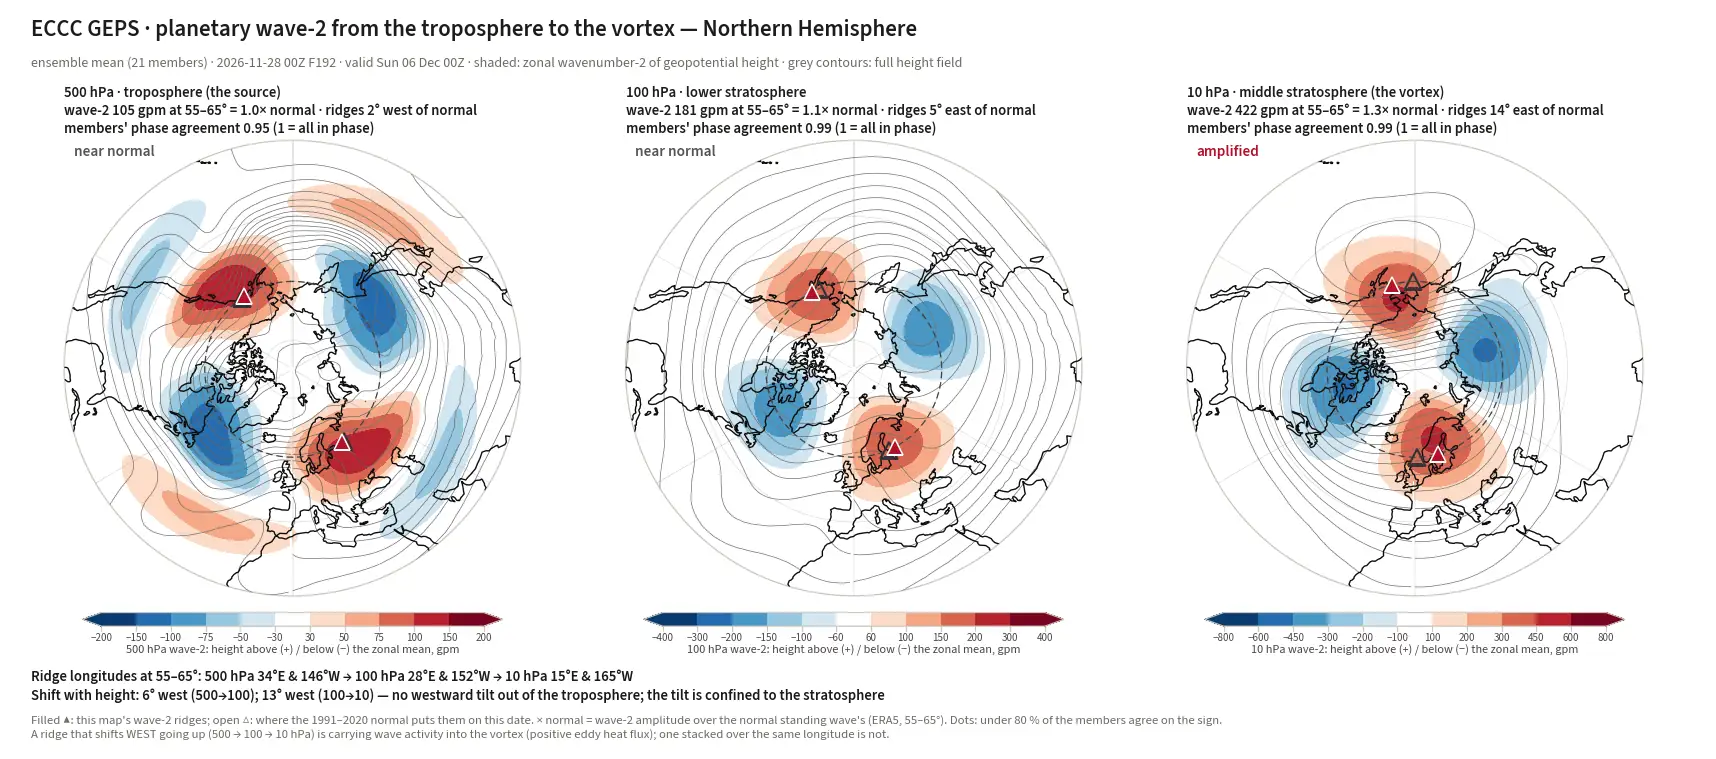 ECCC GEPS · planetary wave-2 from the troposphere to the vortex — Northern Hemisphere
ensemble mean (21 members) · 2026-11-28 00Z F192 · valid Sun 06 Dec 00Z · shaded: zonal wavenumber-2 of geopotential height · grey contours: full height field
500 hPa · troposphere (the source)
wave-2 105 gpm at 55–65° = 1.0× normal · ridges 2° west of normal
members' phase agreement 0.95 (1 = all in phase)
near normal
100 hPa · lower stratosphere
wave-2 181 gpm at 55–65° = 1.1× normal · ridges 5° east of normal
members' phase agreement 0.99 (1 = all in phase)
near normal
10 hPa · middle stratosphere (the vortex)
wave-2 422 gpm at 55–65° = 1.3× normal · ridges 14° east of normal
members' phase agreement 0.99 (1 = all in phase)
amplified
−200 −150 −100 −75 −50 −30 30 50 75 100 150 200
500 hPa wave-2: height above (+) / below (−) the zonal mean, gpm
−400 −300 −200 −150 −100 −60 60 100 150 200 300 400
100 hPa wave-2: height above (+) / below (−) the zonal mean, gpm
−800 −600 −450 −300 −200 −100 100 200 300 450 600 800
10 hPa wave-2: height above (+) / below (−) the zonal mean, gpm
Ridge longitudes at 55–65°: 500 hPa 34°E & 146°W → 100 hPa 28°E & 152°W → 10 hPa 15°E & 165°W
Shift with height: 6° west (500→100); 13° west (100→10) — no westward tilt out of the troposphere; the tilt is confined to the stratosphere
Filled ▲: this map's wave-2 ridges; open △: where the 1991–2020 normal puts them on this date. × normal = wave-2 amplitude over the normal standing wave's (ERA5, 55–65°). Dots: under 80 % of the members agree on the sign.
A ridge that shifts WEST going up (500 → 100 → 10 hPa) is carrying wave activity into the vortex (positive eddy heat flux); one stacked over the same longitude is not.